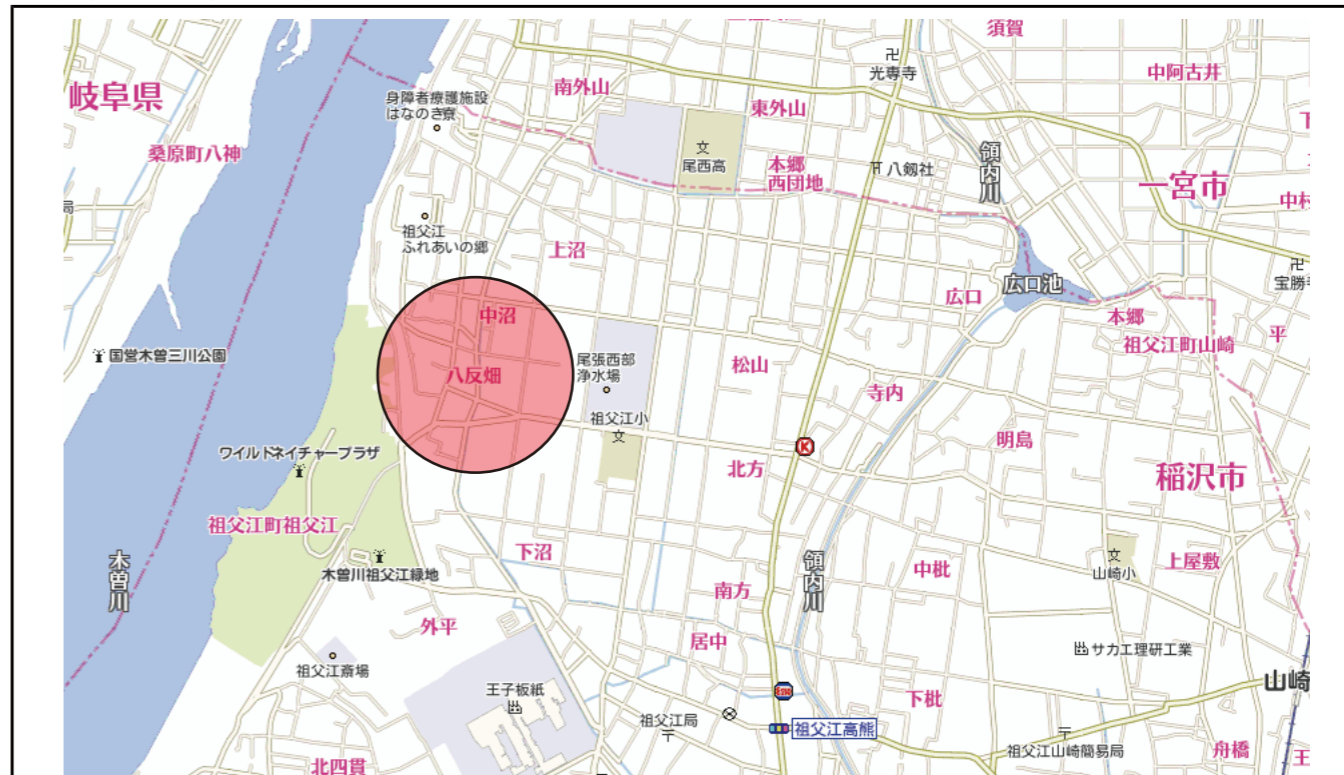 須賀
卍
光専寺
中阿古井
岐阜県
南外山
身障者療護施設
はなのき寮
東外山
文
尾西高
桑原町八神
本郷
西団地
八剱社
領内川
一宮市
中村
局
祖父江
ふれあいの郷
上沼
卍
宝勝寺
広口池
広口
中沼
本郷
祖父江町山崎
平
国営木曽三川公園
八反畑
尾張西部
浄水場
松山
寺内
祖父江小
文
明島
K
ワイルドネイチャープラザ
北方
稲沢市
祖父江町祖父江
下沼
文
山崎小
上屋敷
木曽川
木曽川祖父江緑地
領内川
中枇
南方
外平
居中
サカエ理研工業
祖父江斎場
山崎
王子板紙
Esso
下枇
祖父江局
〒
祖父江高熊
〒
祖父江山崎簡易局
舟橋
王
北四貫